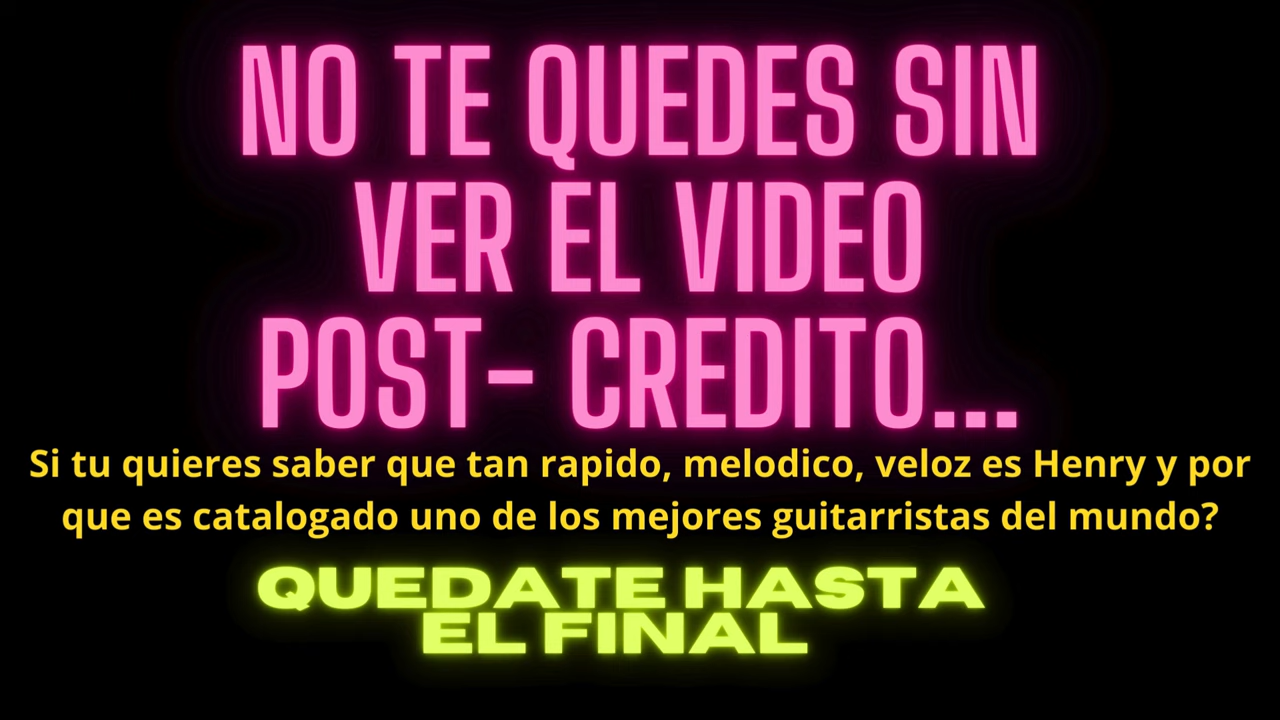 NO TE QUEDES SIN
VER EL VIDEO
POST- CREDITO...
Si tu quieres saber que tan rapido, melodico, veloz es Henry y por
que es catalogado uno de los mejores guitarristas del mundo?
QUEDATE HASTA
EL FINAL